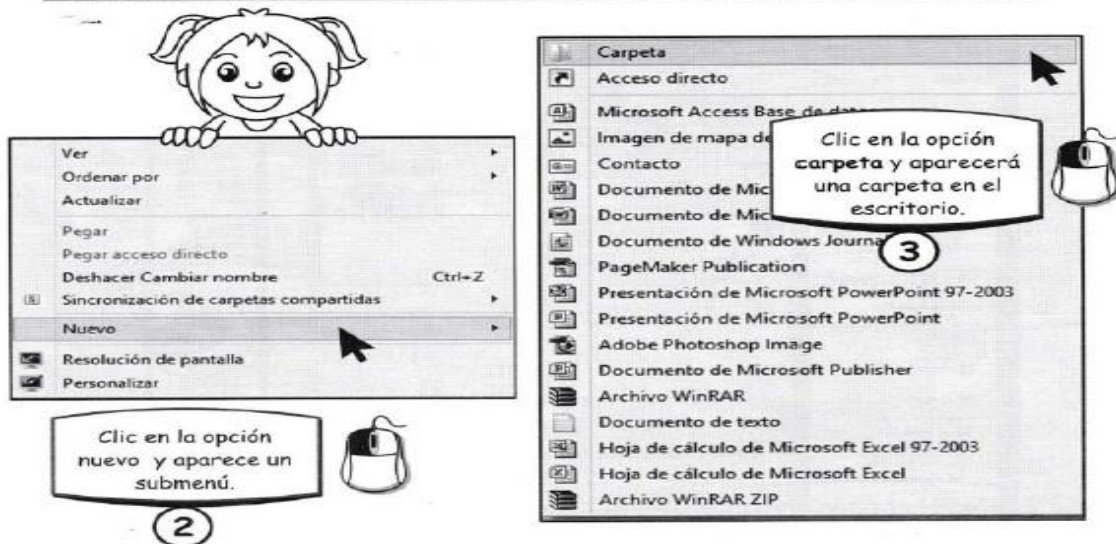 Ver
Ordenar por
Actualizar
Pegar
Pegar acceso directo
Deshacer Cambiar nombre Ctrl+Z
Sincronización de carpetas compartidas
Nuevo
Resolución de pantalla
Personalizar
Clic en la opción
nuevo y aparece un
submenú.
2
Carpeta
Acceso directo
Microsoft Access Base de datos
Imagen de mapa de
Contacto
Documento de Mic
Documento de Mic
Documento de Windows Journa
PageMaker Publication
Presentación de Microsoft PowerPoint 97-2003
Presentación de Microsoft PowerPoint
Adobe Photoshop Image
Documento de Microsoft Publisher
Archivo WinRAR
Documento de texto
Hoja de cálculo de Microsoft Excel 97-2003
Hoja de cálculo de Microsoft Excel
Archivo WinRAR ZIP
Clic en la opción
carpeta y aparecerá
una carpeta en el
escritorio.
3